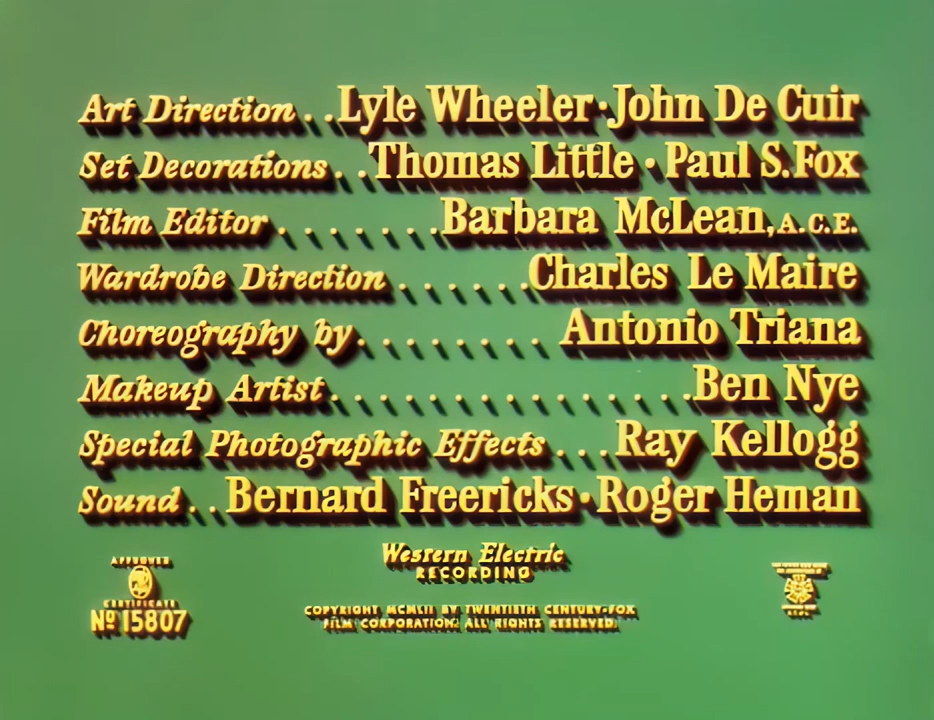 Art Direction . . Lyle Wheeler · John De Cuir
Set Decorations . . Thomas Little · Paul S. Fox
Film Editor . . . . . . . Barbara McLean, A.C.E.
Wardrobe Direction . . . . . . Charles Le Maire
Choreography by . . . . . . . . Antonio Triana
Makeup Artist . . . . . . . . . . . . . . . Ben Nye
Special Photographic Effects . . . Ray Kellogg
Sound . . Bernard Freericks · Roger Heman
Western Electric
RECORDING
APPROVED
CERTIFICATE
No 15807
COPYRIGHT MCMLII BY TWENTIETH CENTURY-FOX
FILM CORPORATION. ALL RIGHTS RESERVED.